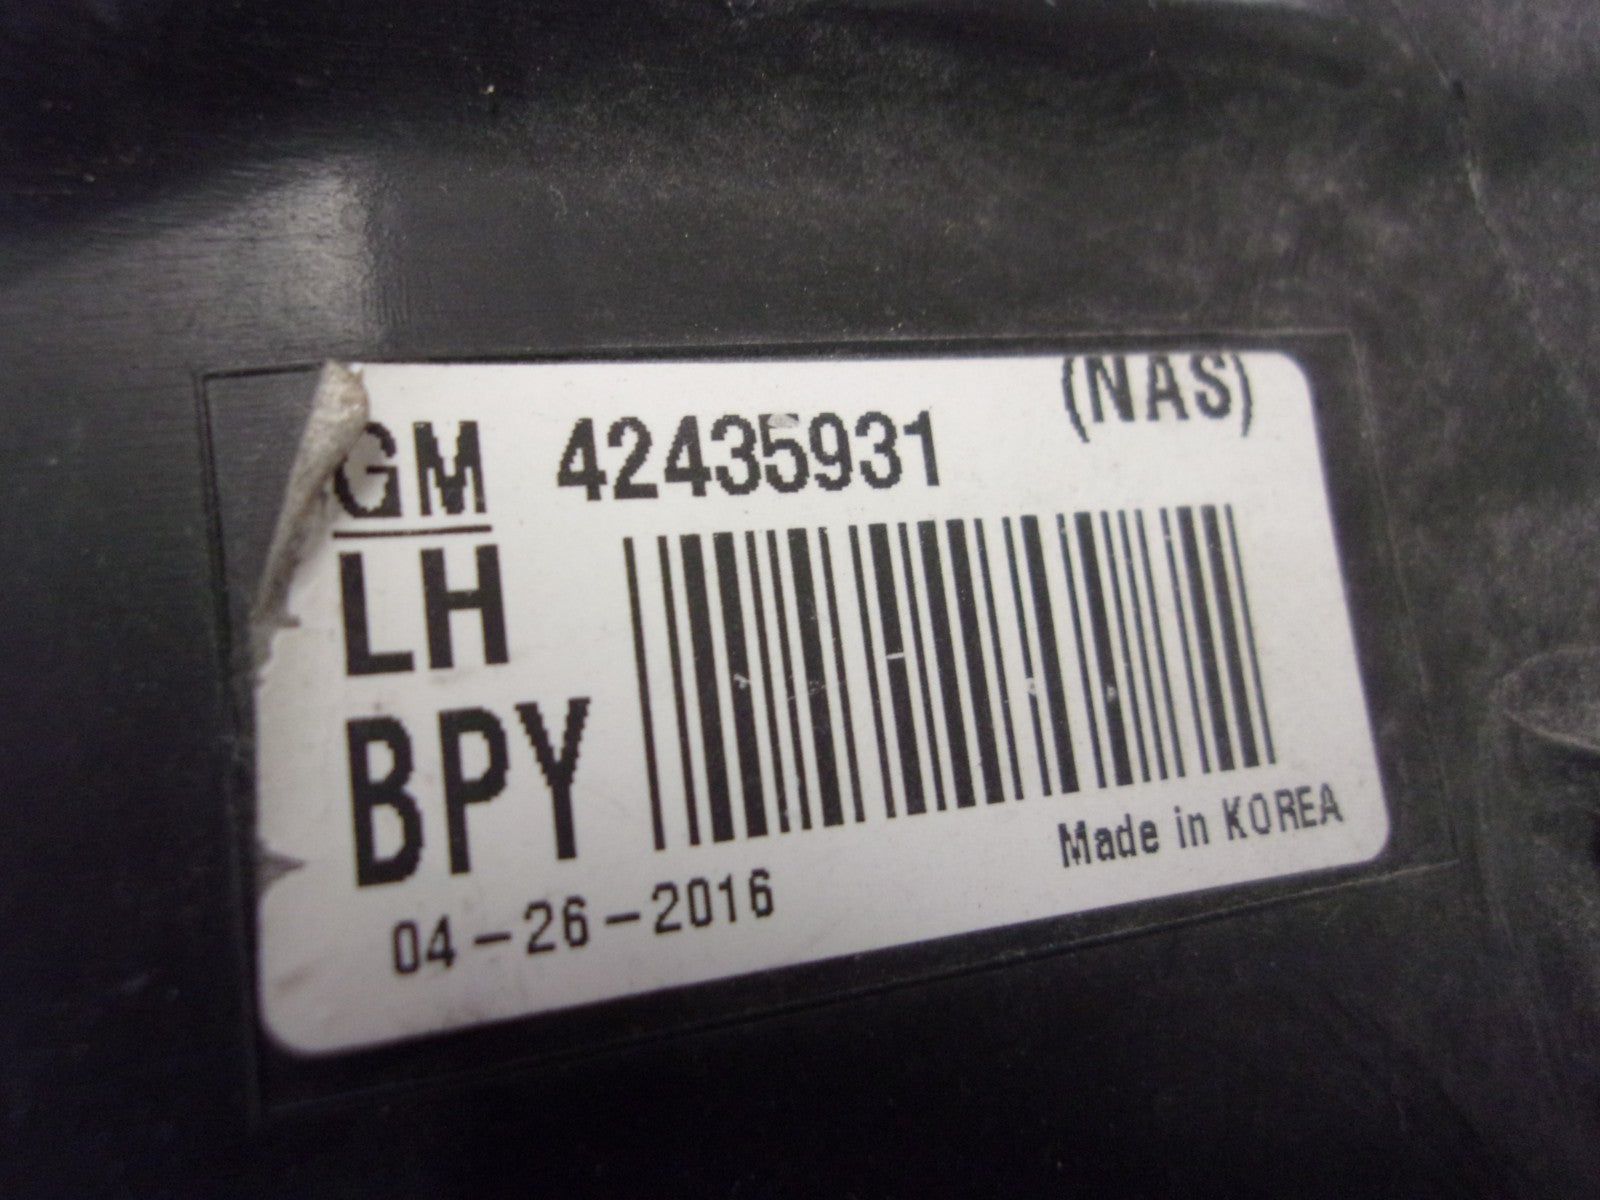 (NAS)
GM 42435931
LH
BPY
Made in KOREA
04-26-2016